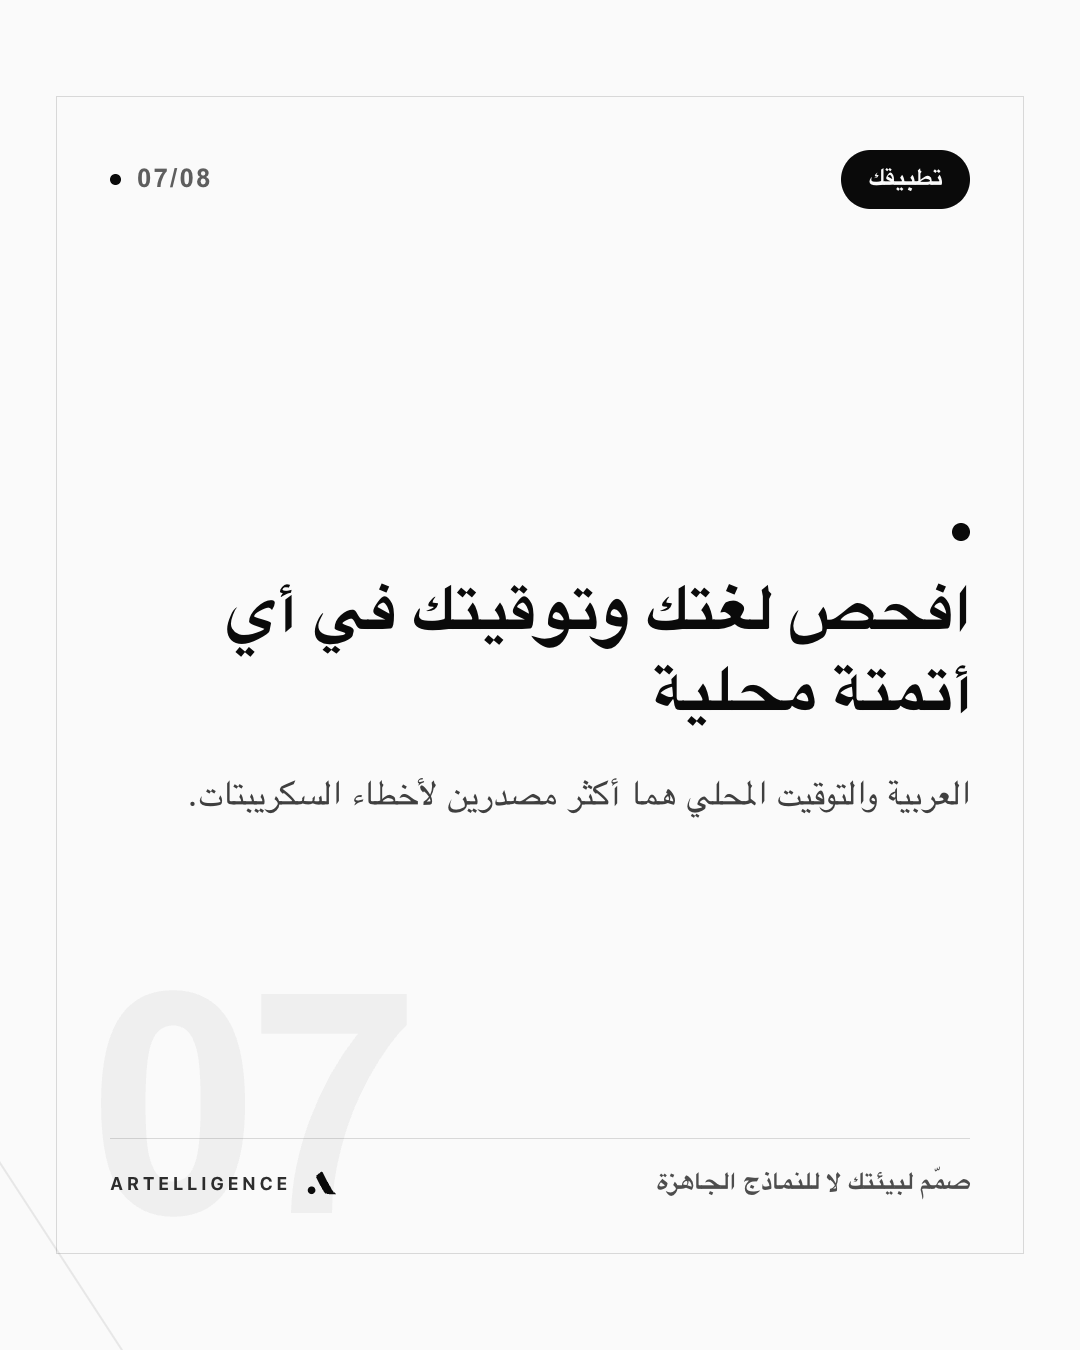 تطبيقك
07/08
افحص لغتك وتوقيتك في أي
أتمتة محلية
العربية والتوقيت المحلي هما أكثر مصدرين لأخطاء السكريبتات.
07
صمّم لبيئتك لا للنماذج الجاهزة
ARTELLIGENCE